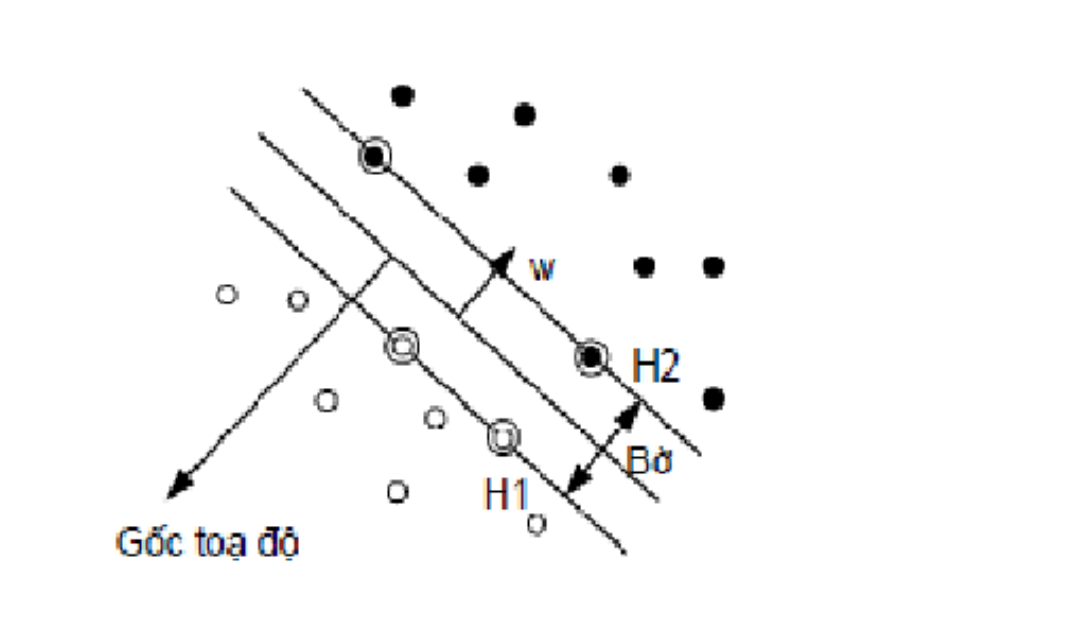 w
H2
Bờ
H1
Gốc toạ độ